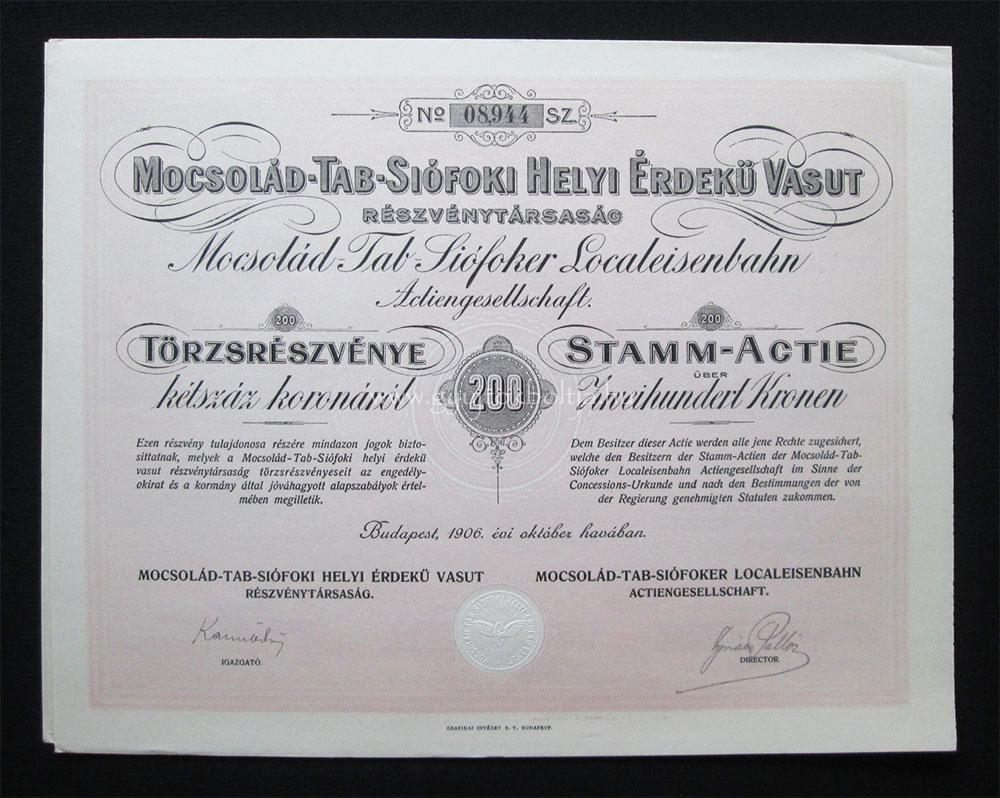 No 08,944 SZ.
MOCSOLÁD-TAB-SIÓFOKI HELYI ÉRDEKŰ VASUT
RÉSZVÉNYTÁRSASÁG
Mocsolád-Tab-Siófoker Localeisenbahn
Actiengesellschaft.
200
TÖRZSRÉSZVÉNYE
kétszáz koronáról
200
200
STAMM-ACTIE
ÜBER
Zweihundert Kronen
Ezen részvény tulajdonosa részére mindazon jogok bizto-
sittatnak, melyek a Mocsolád-Tab-Siófoki helyi érdekű
vasut részvénytársaság törzsrészvényeseit az engedély-
okirat és a kormány által jóváhagyott alapszabályok értel-
mében megilletik.
Dem Besitzer dieser Actie werden alle jene Rechte zugesichert,
welche den Besitzern der Stamm-Actien der Mocsolád-Tab-
Siófoker Localeisenbahn Actiengesellschaft im Sinne der
Concessions-Urkunde und nach den Bestimmungen der von
der Regierung genehmigten Statuten zukommen.
Budapest, 1906. évi október havában.
MOCSOLÁD-TAB-SIÓFOKI HELYI ÉRDEKŰ VASUT
RÉSZVÉNYTÁRSASÁG.
IGAZGATÓ.
MOCSOLÁD-TAB-SIÓFOKER LOCALEISENBAHN
ACTIENGESELLSCHAFT.
DIRECTOR.
GRAFIKAI INTÉZET R. T. BUDAPEST.